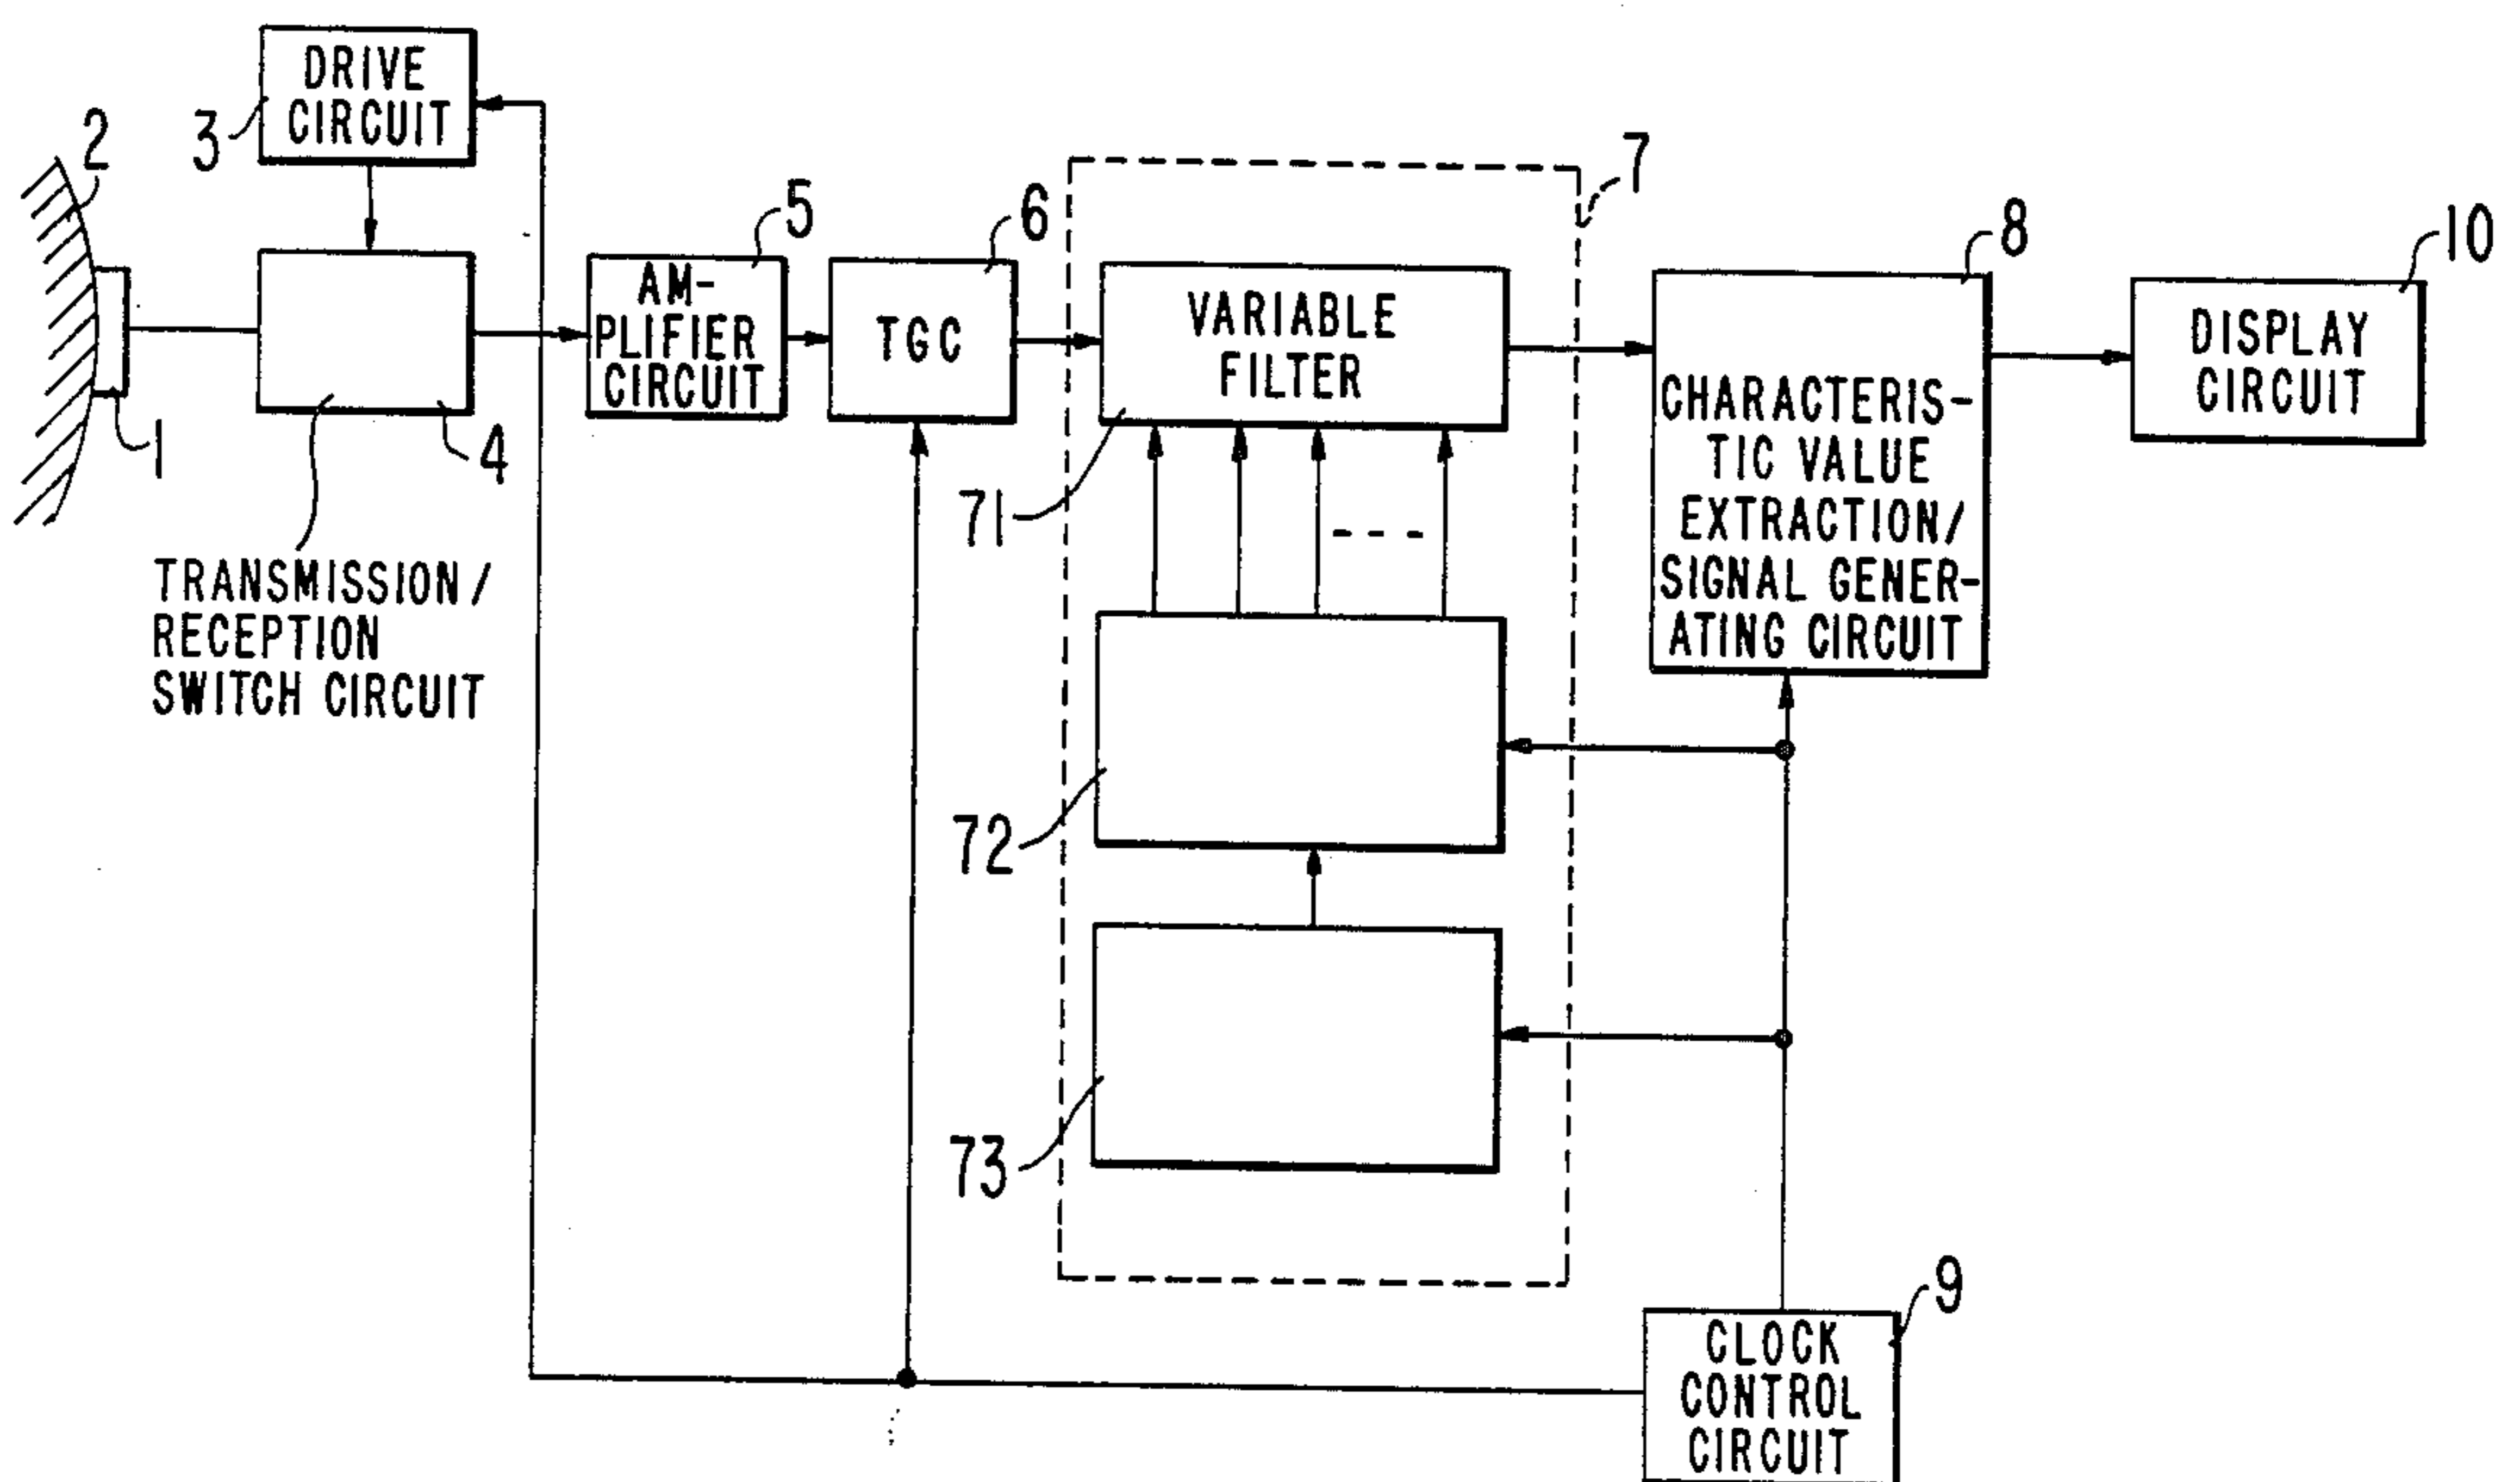 DRIVE
CIRCUIT
3
2
1
4
TRANSMISSION/
RECEPTION
SWITCH CIRCUIT
5
AM-
PLIFIER
CIRCUIT
6
TGC
7
VARIABLE
FILTER
71
- - -
72
73
8
CHARACTERIS-
TIC VALUE
EXTRACTION/
SIGNAL GENER-
ATING CIRCUIT
10
DISPLAY
CIRCUIT
9
CLOCK
CONTROL
CIRCUIT